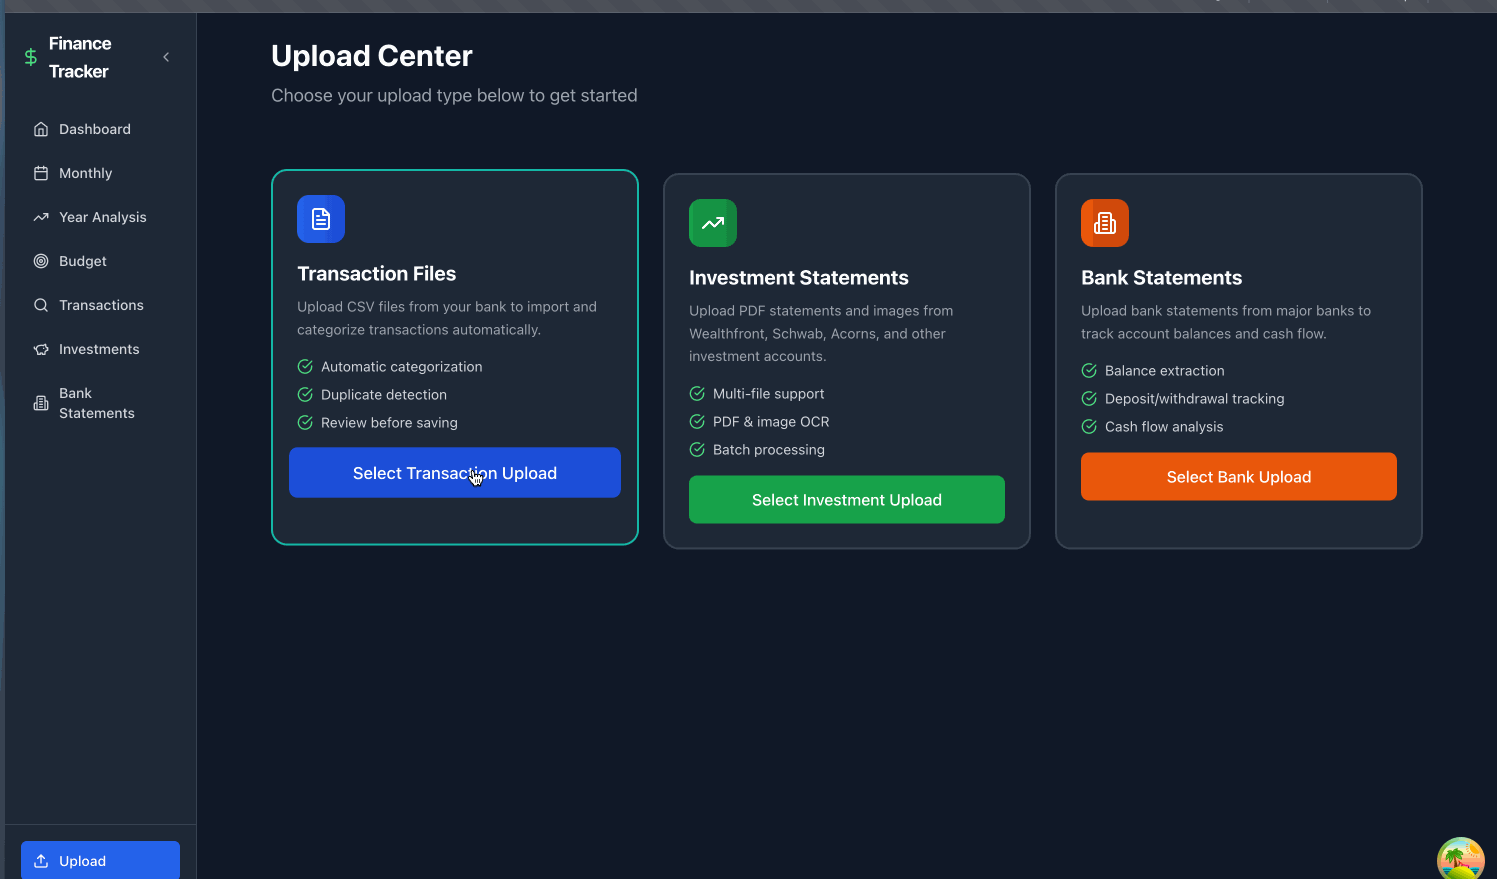 Finance
Tracker
Dashboard
Monthly
Year Analysis
Budget
Transactions
Investments
Bank
Statements
Upload
Upload Center
Choose your upload type below to get started
Transaction Files
Upload CSV files from your bank to import and
categorize transactions automatically.
Automatic categorization
Duplicate detection
Review before saving
Select Transaction Upload
Investment Statements
Upload PDF statements and images from
Wealthfront, Schwab, Acorns, and other
investment accounts.
Multi-file support
PDF & image OCR
Batch processing
Select Investment Upload
Bank Statements
Upload bank statements from major banks to
track account balances and cash flow.
Balance extraction
Deposit/withdrawal tracking
Cash flow analysis
Select Bank Upload